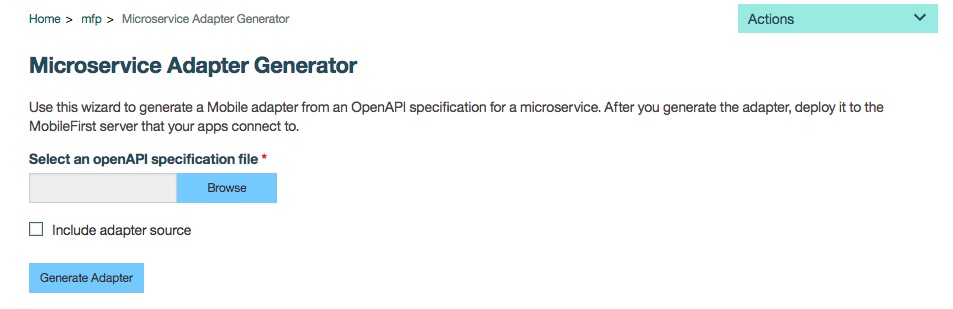 Home > mfp > Microservice Adapter Generator
Actions
Microservice Adapter Generator
Use this wizard to generate a Mobile adapter from an OpenAPI specification for a microservice. After you generate the adapter, deploy it to the
MobileFirst server that your apps connect to.
Select an openAPI specification file *
Browse
Include adapter source
Generate Adapter